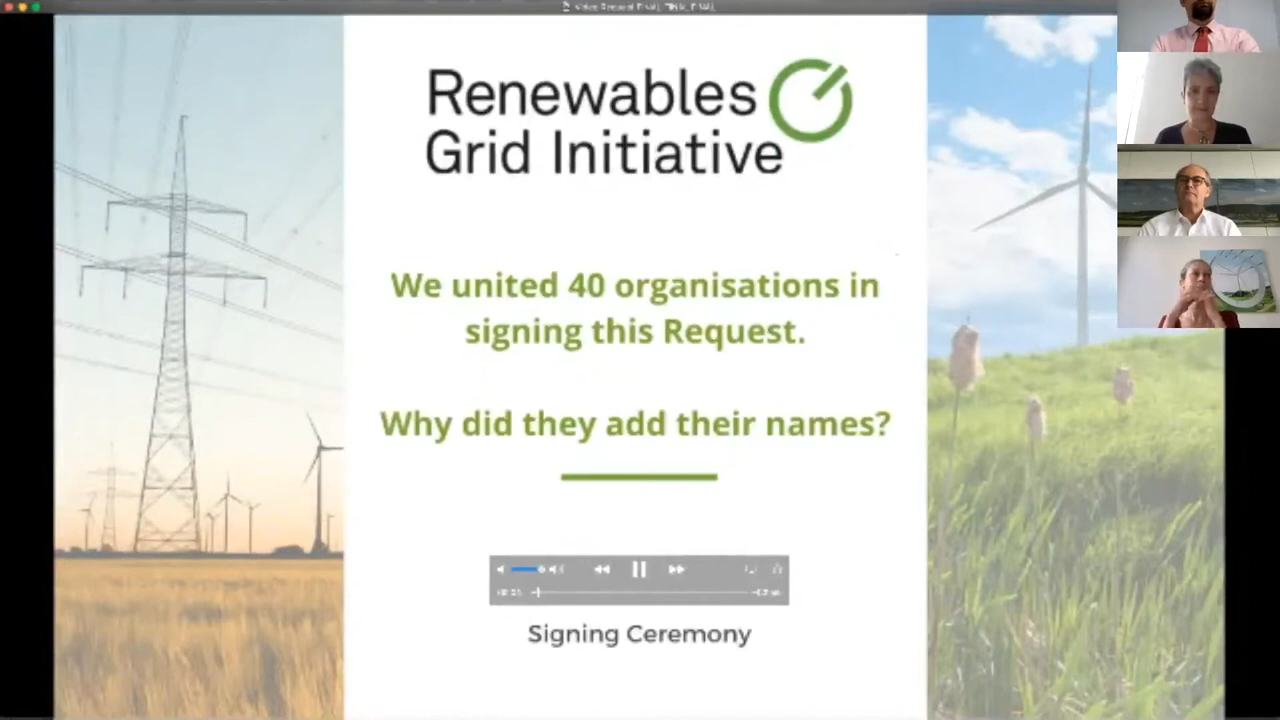 Renewables
Grid Initiative
We united 40 organisations in
signing this Request.
Why did they add their names?
Signing Ceremony